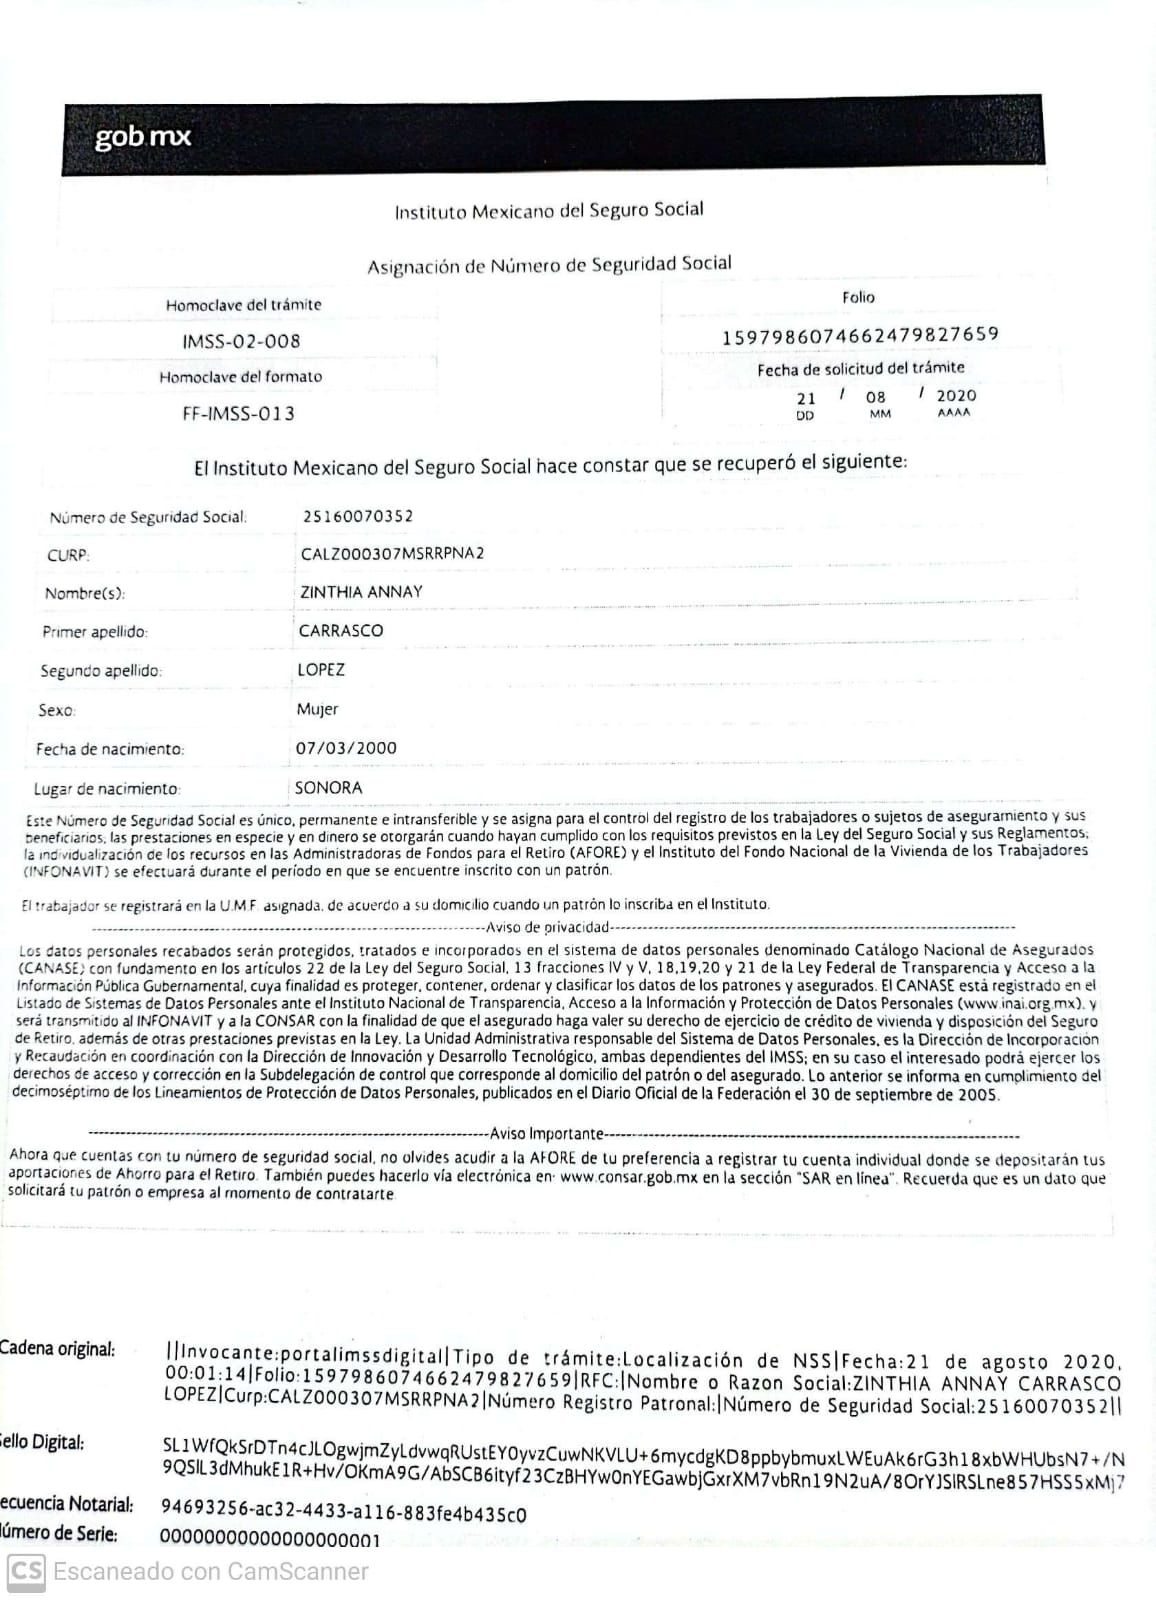 gob mx
Instituto Mexicano del Seguro Social
Asignación de Número de Seguridad Social
Homoclave del trámite
IMSS-02-008
Homoclave del formato
FF-IMSS-013
Folio
1597986074662479827659
Fecha de solicitud del trámite
21 / 08 / 2020
DD MM AAAA
El Instituto Mexicano del Seguro Social hace constar que se recuperó el siguiente:
Número de Seguridad Social: 25160070352
CURP: CALZ000307MSRRPNA2
Nombre(s): ZINTHIA ANNAY
Primer apellido: CARRASCO
Segundo apellido: LOPEZ
Sexo: Mujer
Fecha de nacimiento: 07/03/2000
Lugar de nacimiento: SONORA
Este Número de Seguridad Social es único, permanente e intransferible y se asigna para el control del registro de los trabajadores o sujetos de aseguramiento y sus
beneficiarios; las prestaciones en especie y en dinero se otorgarán cuando hayan cumplido con los requisitos previstos en la Ley del Seguro Social y sus Reglamentos;
la individualización de los recursos en las Administradoras de Fondos para el Retiro (AFORE) y el Instituto del Fondo Nacional de la Vivienda de los Trabajadores
(INFONAVIT) se efectuará durante el período en que se encuentre inscrito con un patrón.
El trabajador se registrará en la U.M.F. asignada, de acuerdo a su domicilio cuando un patrón lo inscriba en el Instituto.
Aviso de privacidad
Los datos personales recabados serán protegidos, tratados e incorporados en el sistema de datos personales denominado Catálogo Nacional de Asegurados
(CANASE) con fundamento en los artículos 22 de la Ley del Seguro Social, 13 fracciones IV y V, 18,19,20 y 21 de la Ley Federal de Transparencia y Acceso a la
Información Pública Gubernamental, cuya finalidad es proteger, contener, ordenar y clasificar los datos de los patrones y asegurados. El CANASE está registrado en el
Listado de Sistemas de Datos Personales ante el Instituto Nacional de Transparencia, Acceso a la Información y Protección de Datos Personales (www.inai.org.mx), y
será transmitido al INFONAVIT y a la CONSAR con la finalidad de que el asegurado haga valer su derecho de ejercicio de crédito de vivienda y disposición del Seguro
de Retiro, además de otras prestaciones previstas en la Ley. La Unidad Administrativa responsable del Sistema de Datos Personales, es la Dirección de Incorporación
y Recaudación en coordinación con la Dirección de Innovación y Desarrollo Tecnológico, ambas dependientes del IMSS; en su caso el interesado podrá ejercer los
derechos de acceso y corrección en la Subdelegación de control que corresponde al domicilio del patrón o del asegurado. Lo anterior se informa en cumplimiento del
decimoséptimo de los Lineamientos de Protección de Datos Personales, publicados en el Diario Oficial de la Federación el 30 de septiembre de 2005.
Aviso Importante
Ahora que cuentas con tu número de seguridad social, no olvides acudir a la AFORE de tu preferencia a registrar tu cuenta individual donde se depositarán tus
aportaciones de Ahorro para el Retiro. También puedes hacerlo vía electrónica en: www.consar.gob.mx en la sección "SAR en línea". Recuerda que es un dato que
solicitará tu patrón o empresa al momento de contratarte
Cadena original: ||Invocante:portalimssdigital|Tipo de trámite:Localización de NSS|Fecha:21 de agosto 2020,
00:01:14|Folio:1597986074662479827659|RFC:|Nombre o Razon Social:ZINTHIA ANNAY CARRASCO
LOPEZ|Curp:CALZ000307MSRRPNA2|Número Registro Patronal:|Número de Seguridad Social:25160070352||
ello Digital: SL1WfQkSrDTn4cJLOgwjmZyLdvwqRUstEY0yvzCuwNKVLU+6mycdgKD8ppbybmuxLWEuAk6rG3h18xbWHUbsN7+/N
9QSIL3dMhukE1R+Hv/OKmA9G/AbSCB6ityf23CzBHYw0nYEGawbjGxrXM7vbRn19N2uA/8OrYJSIRSLne857HSS5xMj7
ecuencia Notarial: 94693256-ac32-4433-a116-883fe4b435c0
úmero de Serie: 00000000000000000001
CS Escaneado con CamScanner